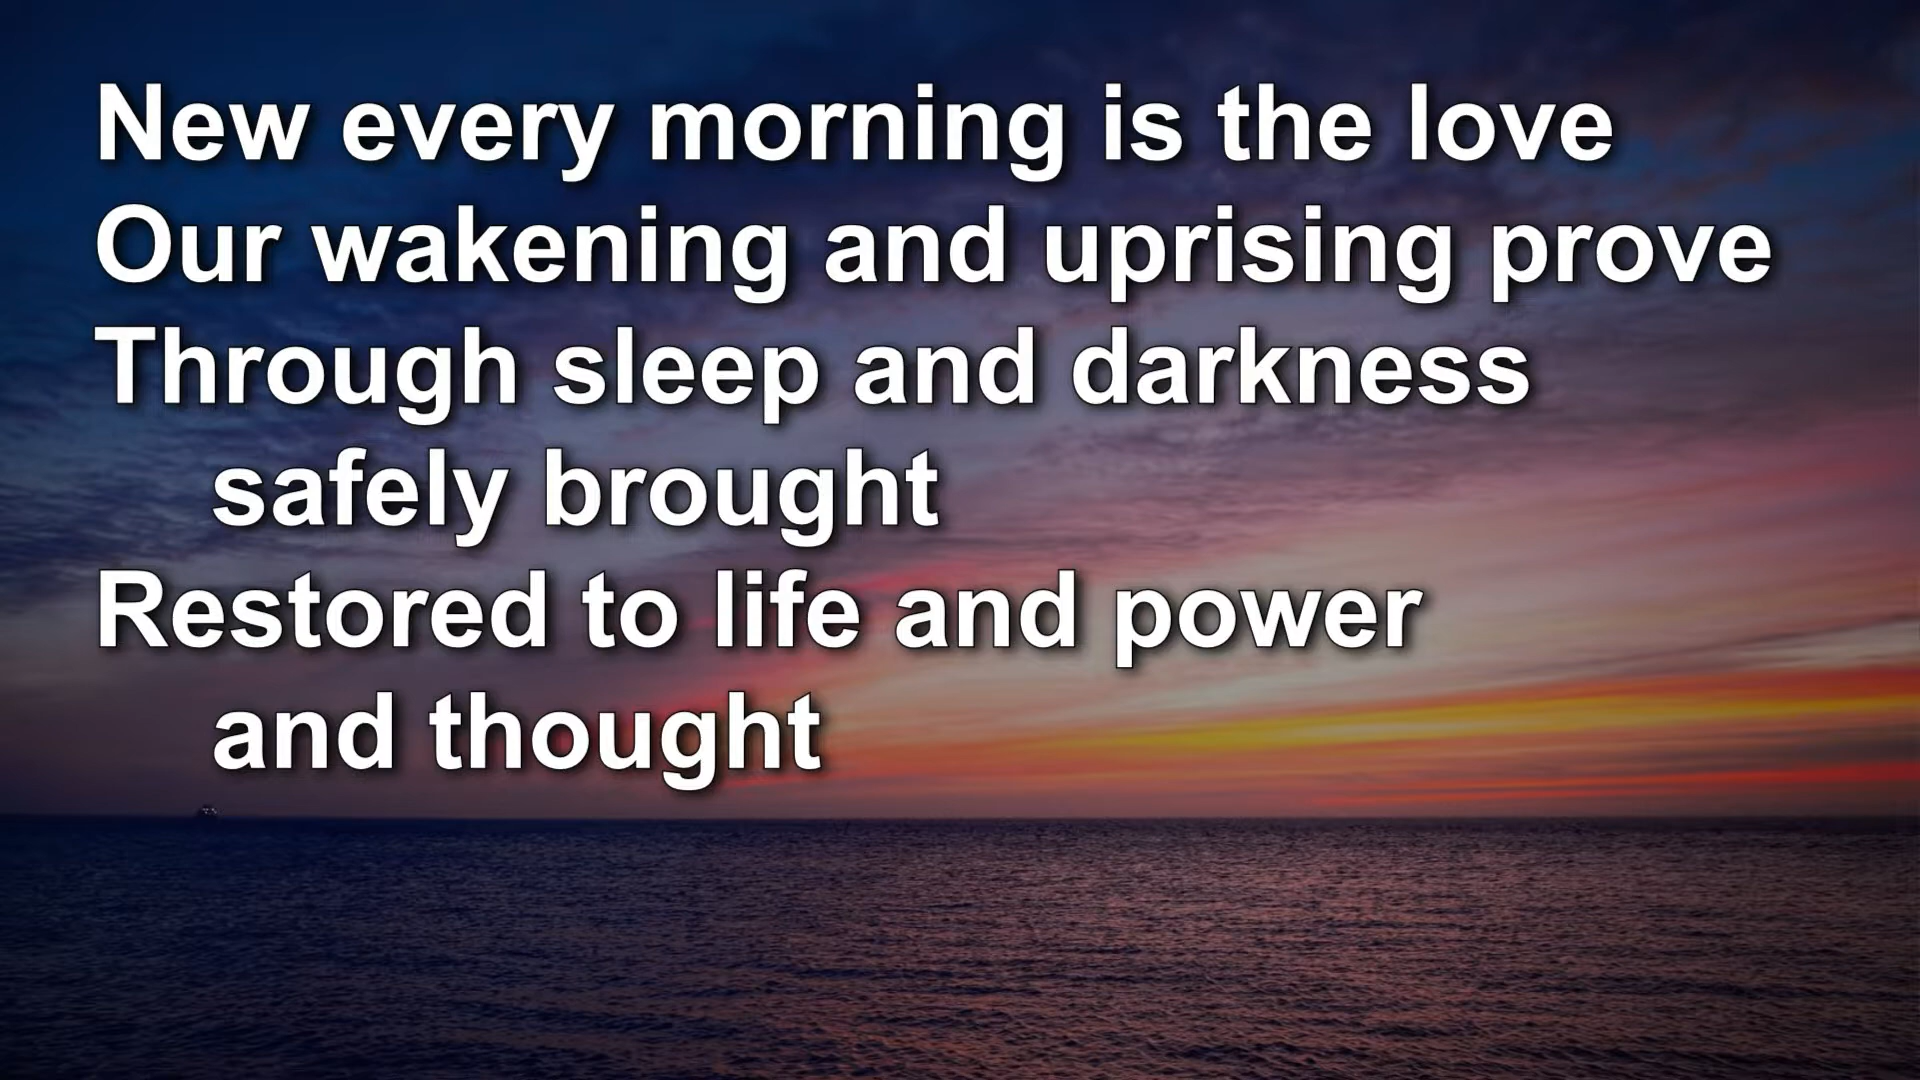 New every morning is the love
Our wakening and uprising prove
Through sleep and darkness
safely brought
Restored to life and power
and thought